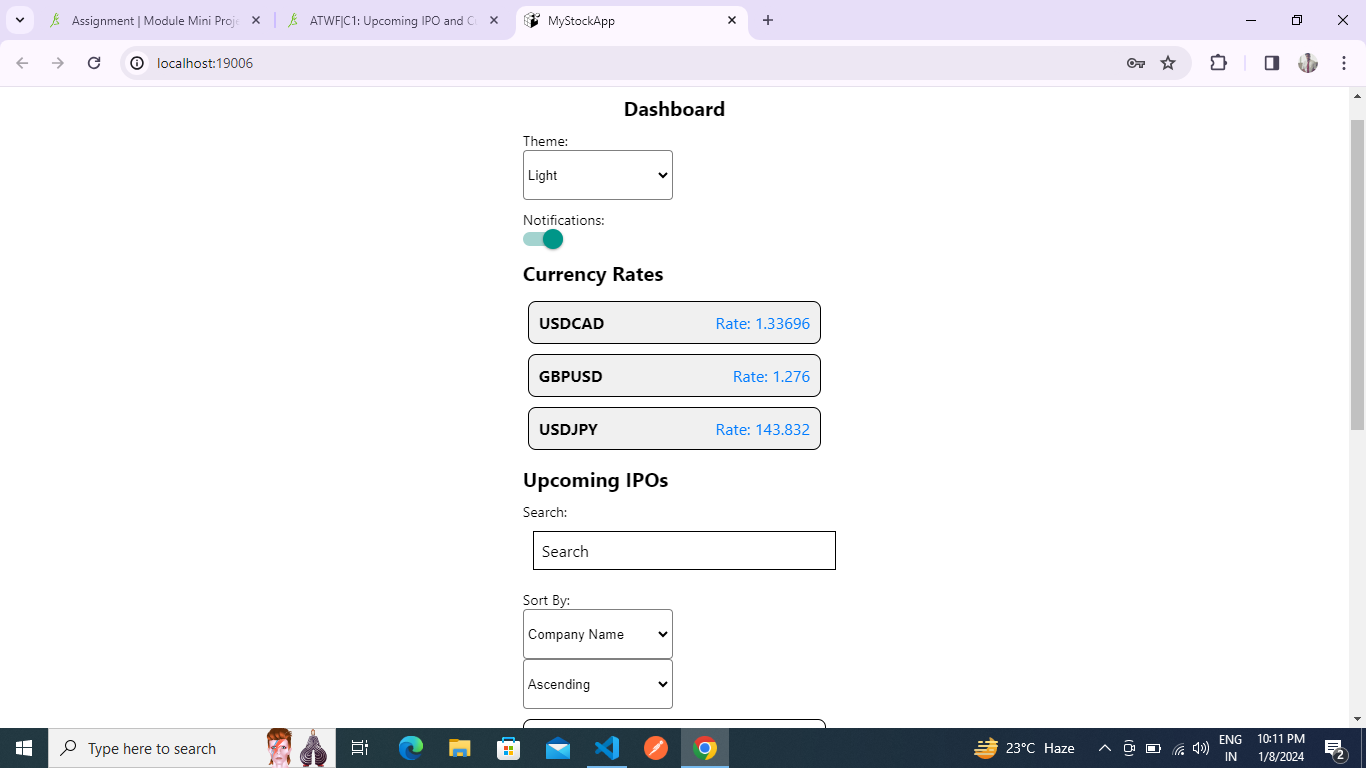 Assignment | Module Mini Proje
ATWF|C1: Upcoming IPO and Cu
MyStockApp
localhost:19006
Dashboard
Theme:
Light
Notifications:
Currency Rates
USDCAD Rate: 1.33696
GBPUSD Rate: 1.276
USDJPY Rate: 143.832
Upcoming IPOs
Search:
Search
Sort By:
Company Name
Ascending
Type here to search
23°C Haze
ENG
IN
10:11 PM
1/8/2024
2